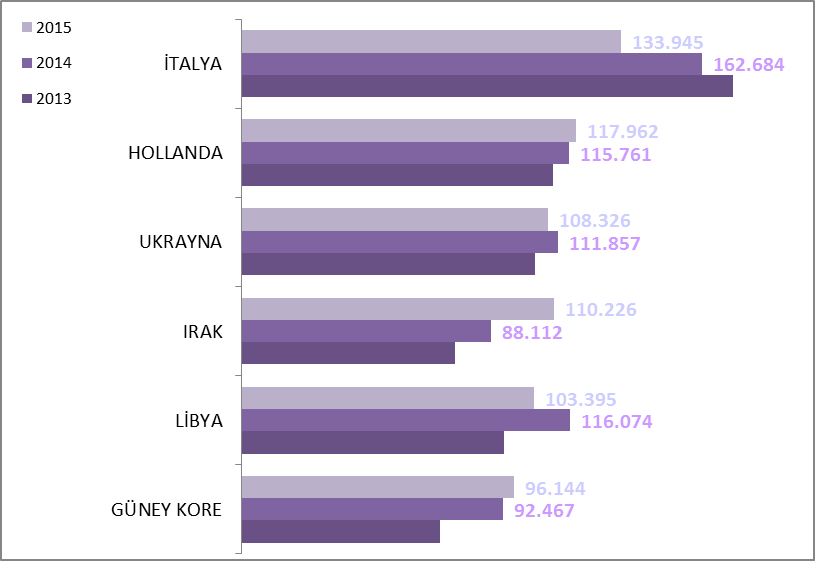 2015
2014
2013
İTALYA
133.945
162.684
HOLLANDA
117.962
115.761
UKRAYNA
108.326
111.857
IRAK
110.226
88.112
LİBYA
103.395
116.074
GÜNEY KORE
96.144
92.467